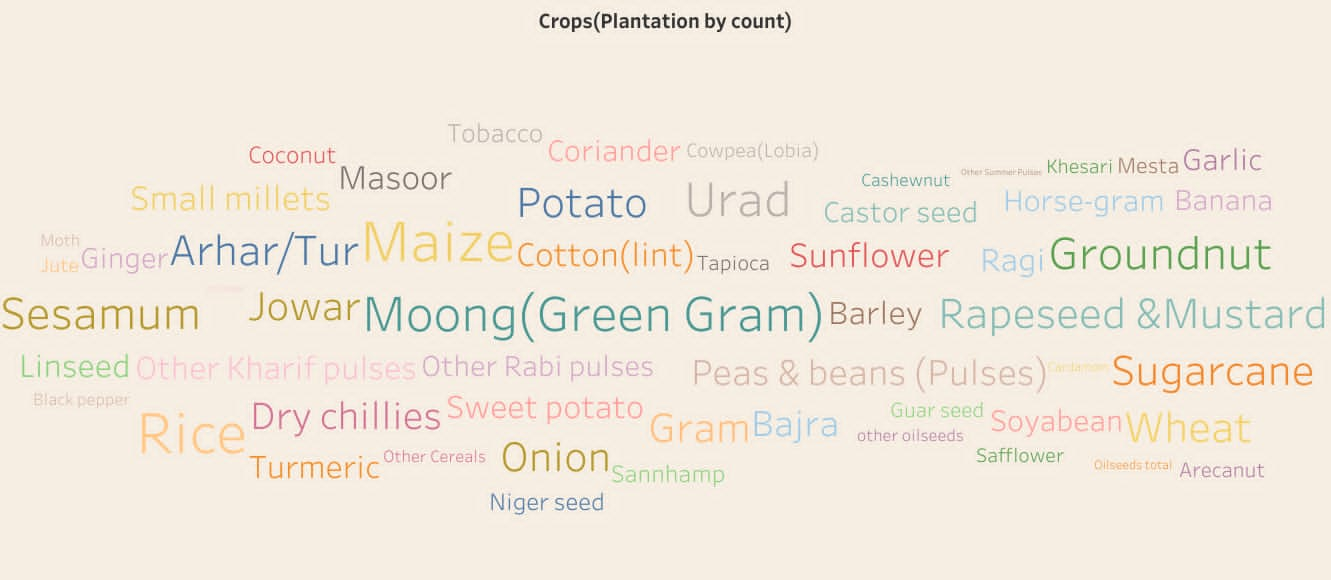 Crops(Plantation by count)
Tobacco
Coconut Coriander Cowpea(Lobia) Khesari Mesta Garlic
Masoor Cashewnut Other Summer Pulses
Small millets Potato Urad Castor seed Horse-gram Banana
Moth
Jute Ginger Arhar/Tur Maize Cotton(lint) Tapioca Sunflower Ragi Groundnut
Sesamum Jowar Moong(Green Gram) Barley Rapeseed &Mustard
Linseed Other Kharif pulses Other Rabi pulses Peas & beans (Pulses) Cardamom Sugarcane
Black pepper
Rice Dry chillies Sweet potato Gram Bajra Guar seed Soyabean Wheat
other oilseeds
Turmeric Other Cereals Onion Sannhamp Safflower Oilseeds total Arecanut
Niger seed